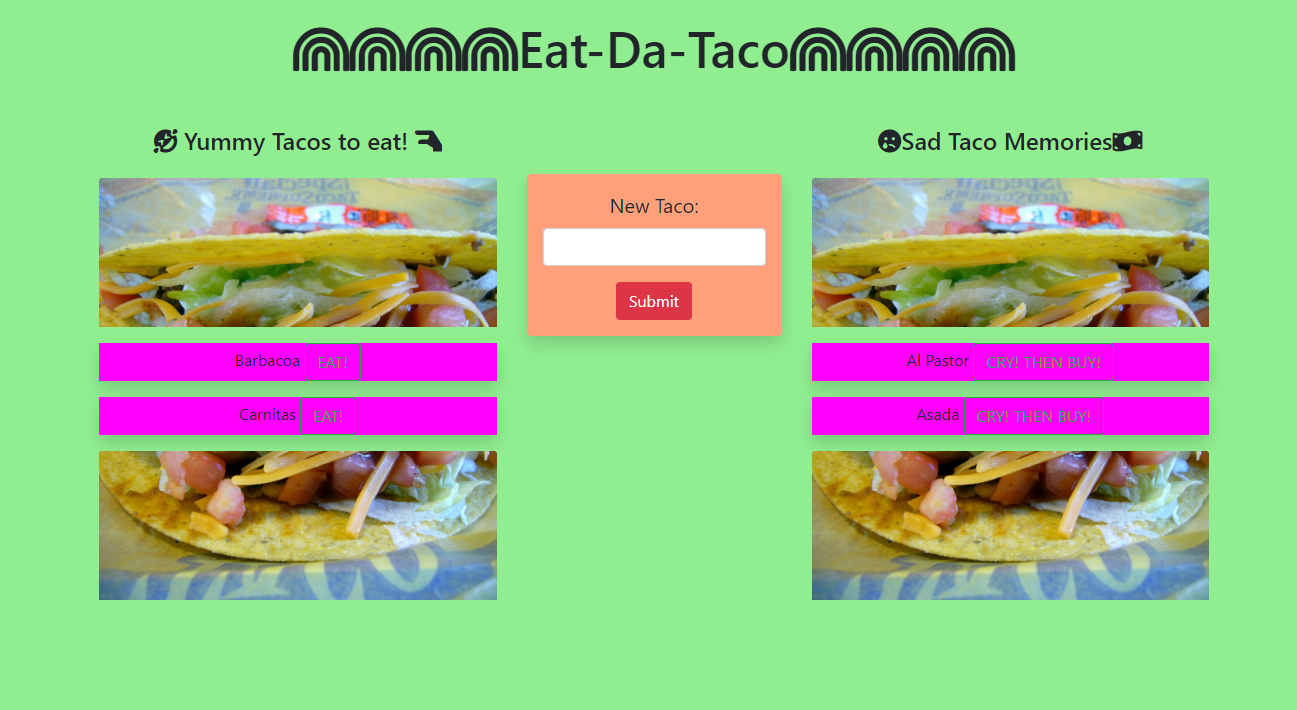 Eat-Da-Taco
Yummy Tacos to eat!
Barbacoa EAT!
Carnitas EAT!
New Taco:
Submit
Sad Taco Memories
Al Pastor CRY! THEN BUY!
Asada CRY! THEN BUY!